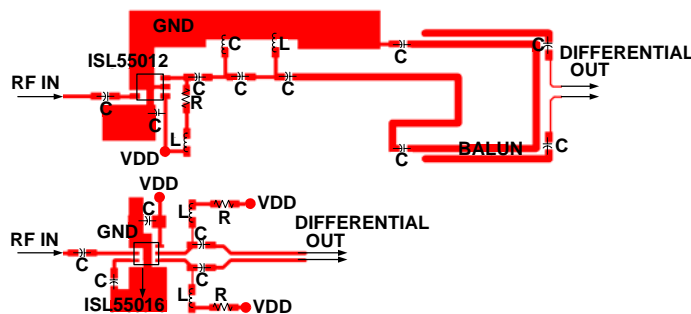 GND
C
L
C
C
DIFFERENTIAL
OUT
ISL55012
C
C
C
RF IN
C
R
C
L
VDD
C
BALUN
C
VDD
L
R
VDD
C
DIFFERENTIAL
OUT
GND
RF IN
C
C
C
C
L
R
ISL55016
VDD